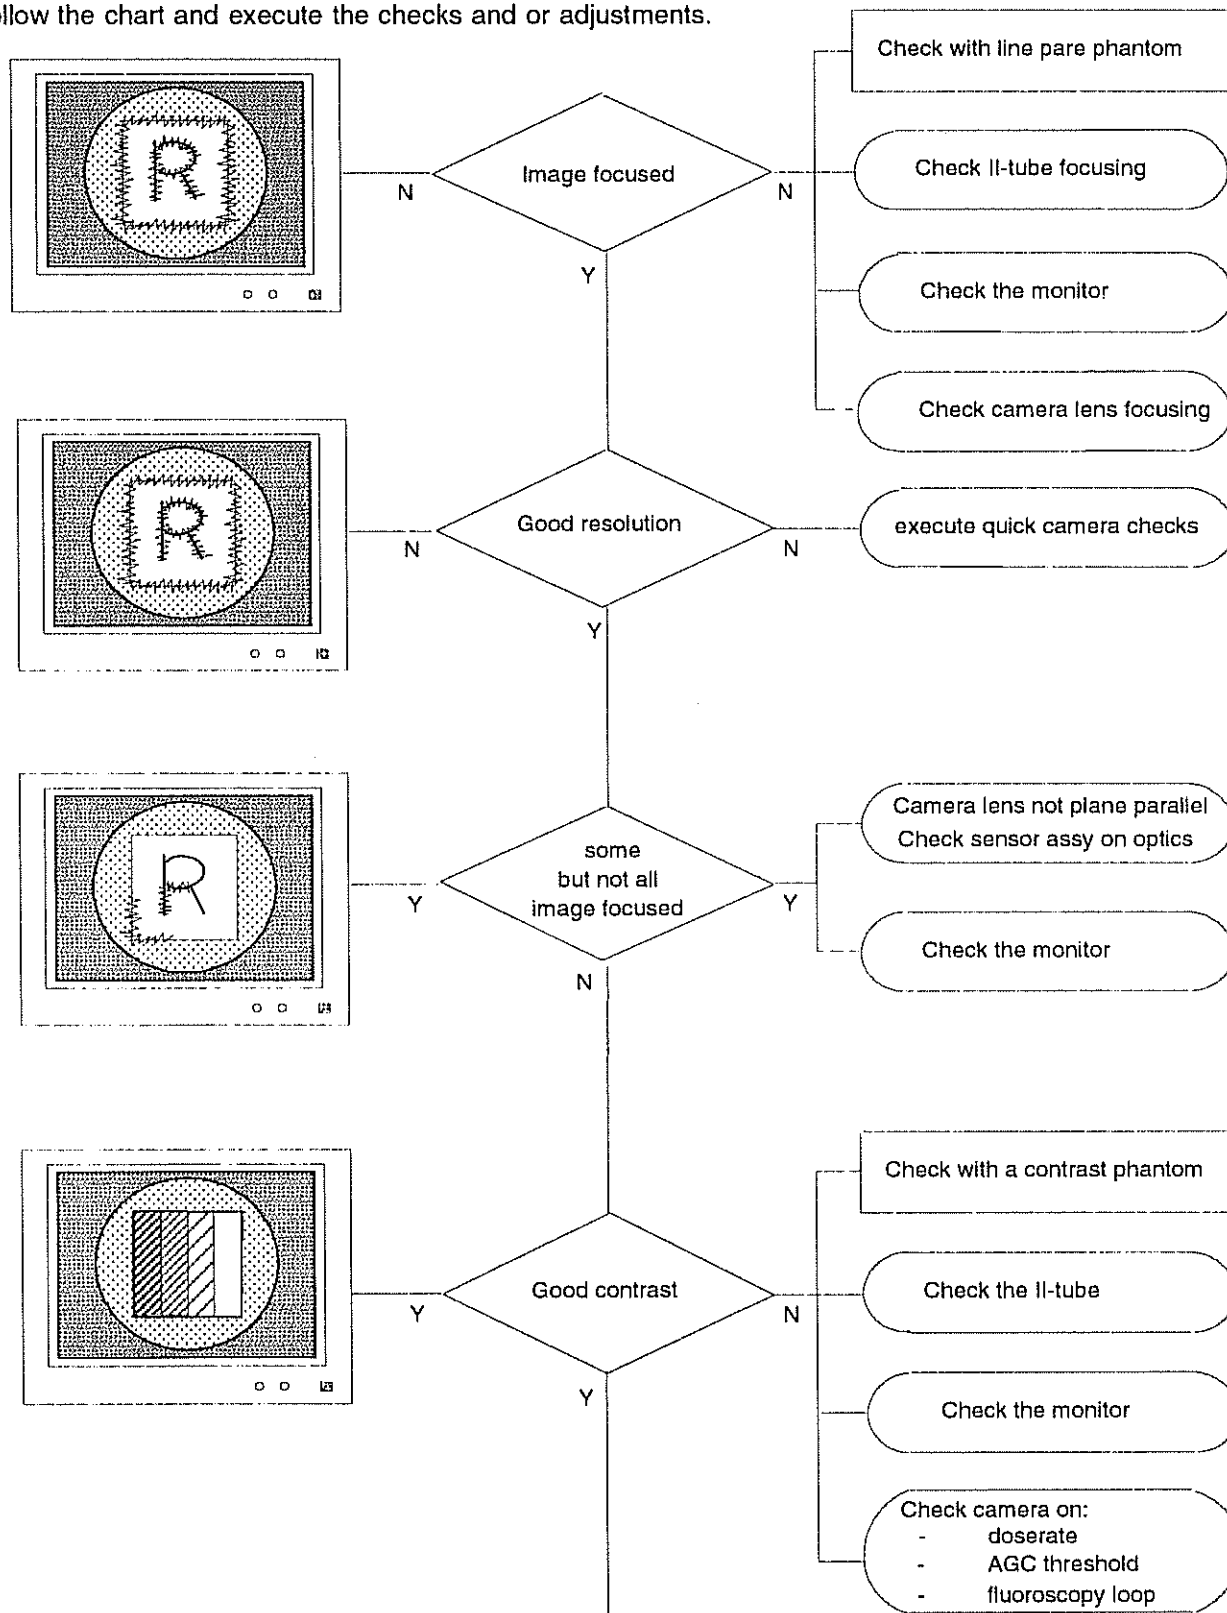 ollow the chart and execute the checks and or adjustments.
Check with line pare phantom
Image focused
N
N
Y
Check II-tube focusing
Check the monitor
Check camera lens focusing
Good resolution
N
N
Y
execute quick camera checks
some
but not all
image focused
Y
Y
N
Camera lens not plane parallel
Check sensor assy on optics
Check the monitor
Good contrast
Y
N
Y
Check with a contrast phantom
Check the II-tube
Check the monitor
Check camera on:
- doserate
- AGC threshold
- fluoroscopy loop
R
R
R